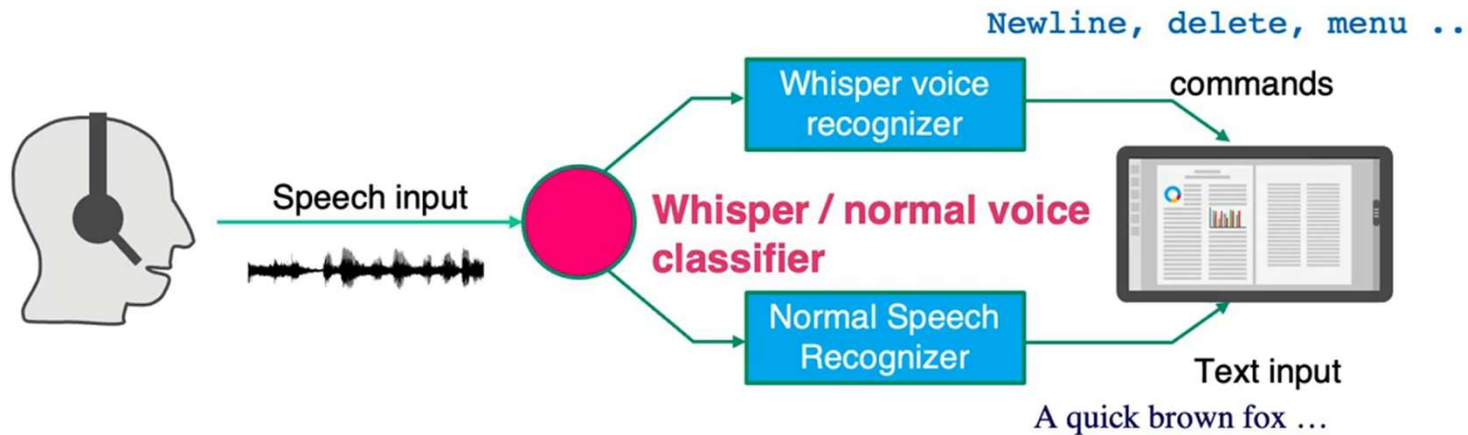 Newline, delete, menu ..
Whisper voice
recognizer
commands
Speech input
Whisper / normal voice
classifier
Normal Speech
Recognizer
Text input
A quick brown fox …